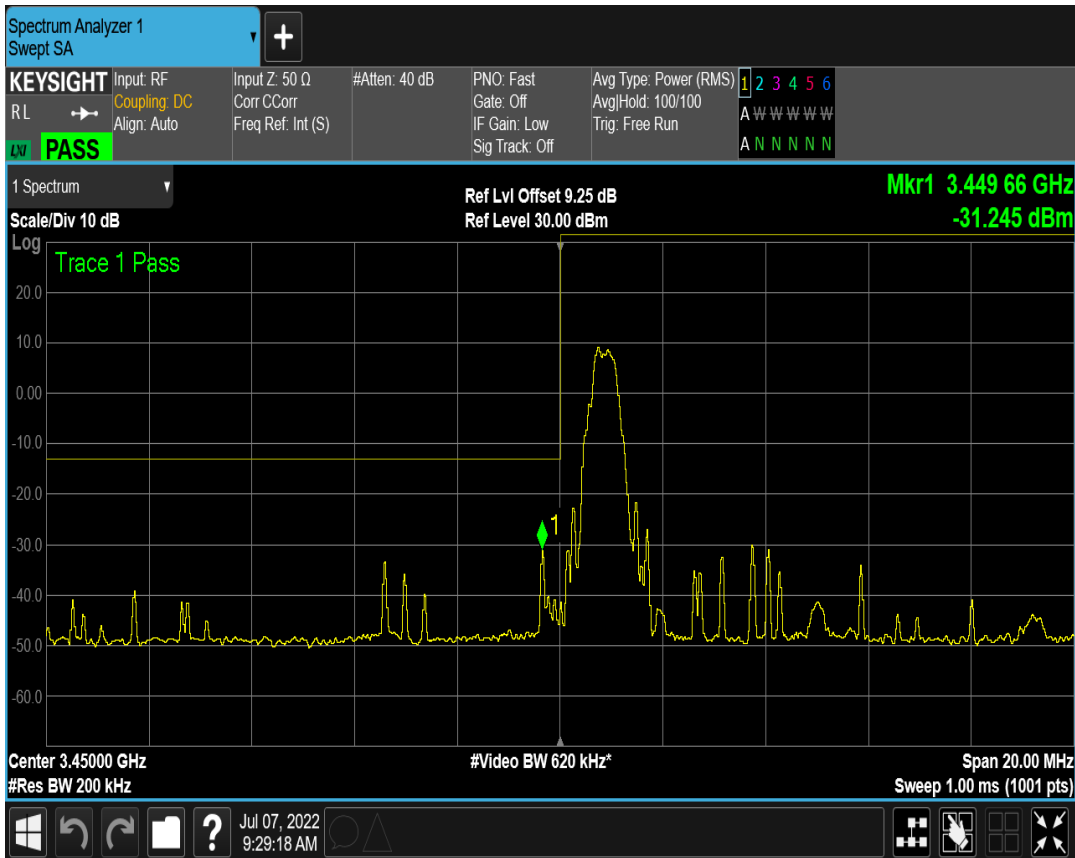 Spectrum Analyzer 1
Swept SA
+
KEYSIGHT
RL
LXI PASS
Input: RF
Coupling: DC
Align: Auto
Input Z: 50 Ω
Corr CCorr
Freq Ref: Int (S)
#Atten: 40 dB
PNO: Fast
Gate: Off
IF Gain: Low
Sig Track: Off
Avg Type: Power (RMS)
Avg|Hold: 100/100
Trig: Free Run
1 2 3 4 5 6
A W W W W W
A N N N N N
1 Spectrum
Scale/Div 10 dB
Ref Lvl Offset 9.25 dB
Ref Level 30.00 dBm
Mkr1 3.449 66 GHz
-31.245 dBm
Log
Trace 1 Pass
20.0
10.0
0.00
-10.0
-20.0
1
-30.0
-40.0
-50.0
-60.0
Center 3.45000 GHz
#Res BW 200 kHz
#Video BW 620 kHz*
Span 20.00 MHz
Sweep 1.00 ms (1001 pts)
?
Jul 07, 2022
9:29:18 AM